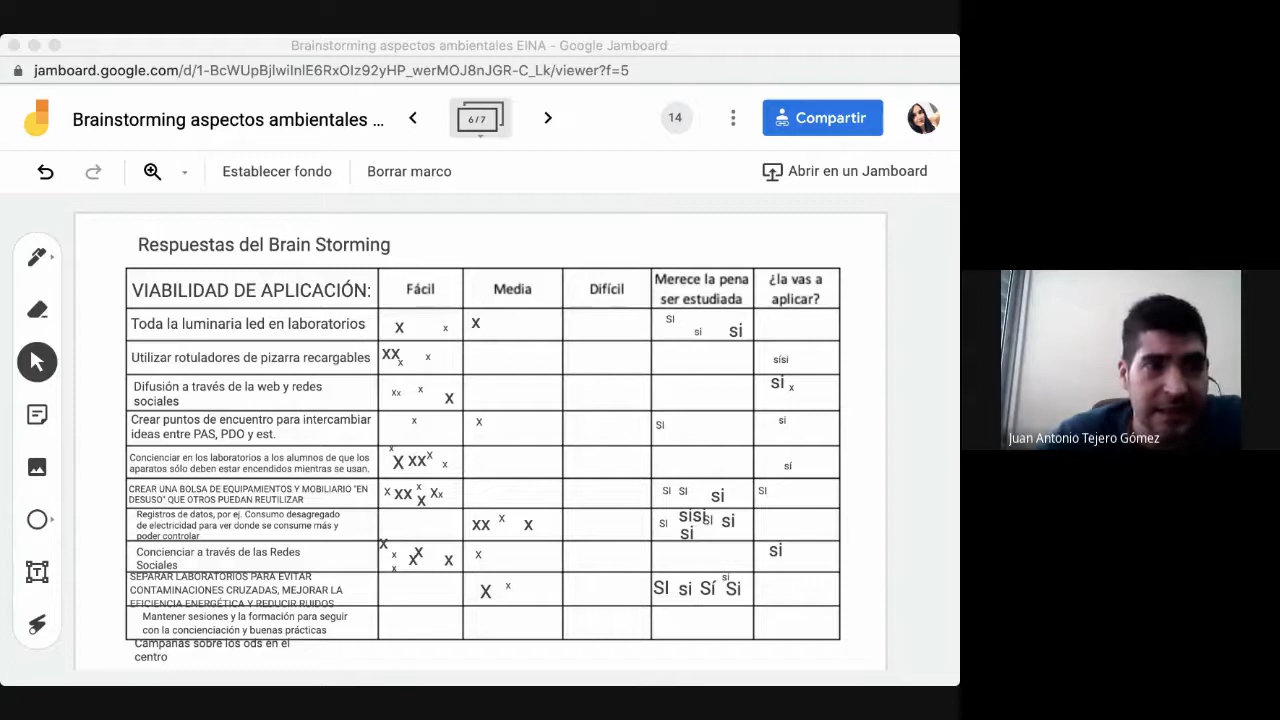 Brainstorming aspectos ambientales EINA - Google Jamboard
jamboard.google.com/d/1-BcWUpBjlwiInlE6RxOIz92yHP_werMOJ8nJGR-C_Lk/viewer?f=5
Brainstorming aspectos ambientales ...
6/7
14
Compartir
Establecer fondo
Borrar marco
Abrir en un Jamboard
Respuestas del Brain Storming
VIABILIDAD DE APLICACIÓN: Fácil Media Difícil Merece la pena ser estudiada ¿la vas a aplicar?
Toda la luminaria led en laboratorios X x X SI si si
Utilizar rotuladores de pizarra recargables XX x x sísi
Difusión a través de la web y redes
sociales xx x X si x
Crear puntos de encuentro para intercambiar
ideas entre PAS, PDO y est. x x SI si
Concienciar en los laboratorios a los alumnos de que los
aparatos sólo deben estar encendidos mientras se usan. x X XX X x sí
CREAR UNA BOLSA DE EQUIPAMIENTOS Y MOBILIARIO "EN
DESUSO" QUE OTROS PUEDAN REUTILIZAR X XX x X Xx SI SI si SI
Registros de datos, por ej. Consumo desagregado
de electricidad para ver donde se consume más y
poder controlar XX X X SI sisi SI si si
Concienciar a través de las Redes
Sociales X x x X X X x si
SEPARAR LABORATORIOS PARA EVITAR
CONTAMINACIONES CRUZADAS, MEJORAR LA
EFICIENCIA ENERGÉTICA Y REDUCIR RUIDOS X x SI si Sí si Si
Mantener sesiones y la formación para seguir
con la concienciación y buenas prácticas
Campañas sobre los ods en el
centro
Juan Antonio Tejero Gómez